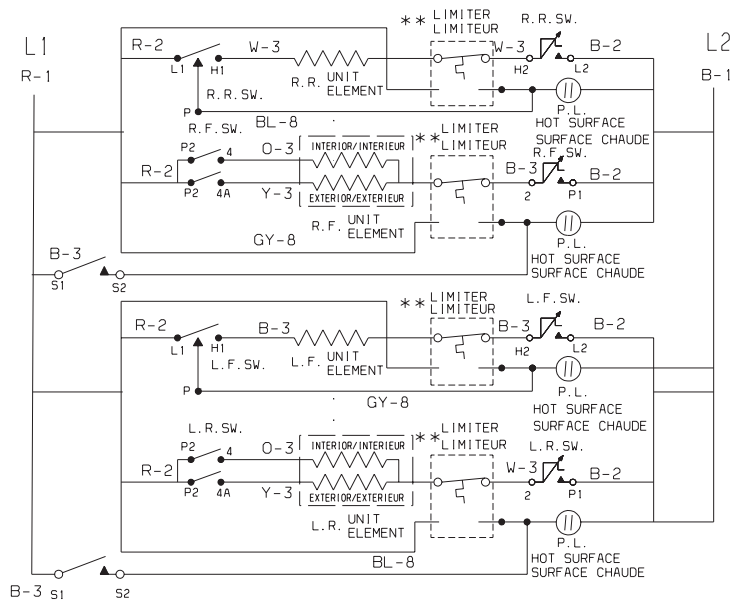 L1
R-1
L2
B-1
R-2
L1
H1
W-3
R.R. UNIT
ELEMENT
** LIMITER
LIMITEUR
W-3
R.R.SW.
H2
L2
B-2
R.R.SW.
P
BL-8
P.L.
HOT SURFACE
SURFACE CHAUDE
R.F.SW.
P2
4
O-3
INTERIOR/INTERIEUR
R-2
P2
4A
Y-3
EXTERIOR/EXTERIEUR
R.F. UNIT
ELEMENT
** LIMITER
LIMITEUR
B-3
R.F.SW.
2
P1
B-2
GY-8
P.L.
HOT SURFACE
SURFACE CHAUDE
B-3
S1
S2
R-2
L1
H1
B-3
L.F. UNIT
ELEMENT
** LIMITER
LIMITEUR
B-3
L.F.SW.
H2
L2
B-2
L.F.SW.
P
GY-8
P.L.
HOT SURFACE
SURFACE CHAUDE
L.R.SW.
P2
4
O-3
INTERIOR/INTERIEUR
R-2
P2
4A
Y-3
EXTERIOR/EXTERIEUR
L.R. UNIT
ELEMENT
** LIMITER
LIMITEUR
W-3
L.R.SW.
2
P1
B-2
BL-8
P.L.
HOT SURFACE
SURFACE CHAUDE
B-3
S1
S2